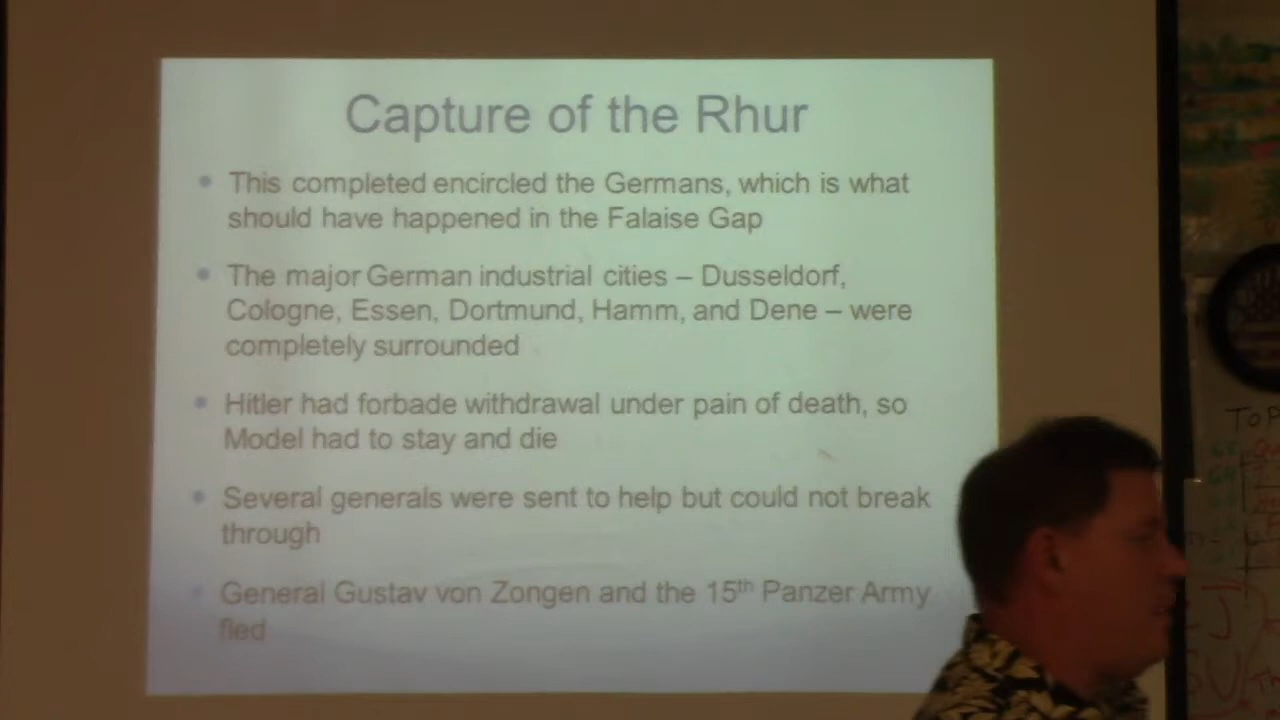 Capture of the Rhur
• This completed encircled the Germans, which is what
should have happened in the Falaise Gap
• The major German industrial cities – Dusseldorf,
Cologne, Essen, Dortmund, Hamm, and Dene – were
completely surrounded
• Hitler had forbade withdrawal under pain of death, so
Model had to stay and die
• Several generals were sent to help but could not break
through
• General Gustav von Zongen and the 15th Panzer Army
fled
TOP